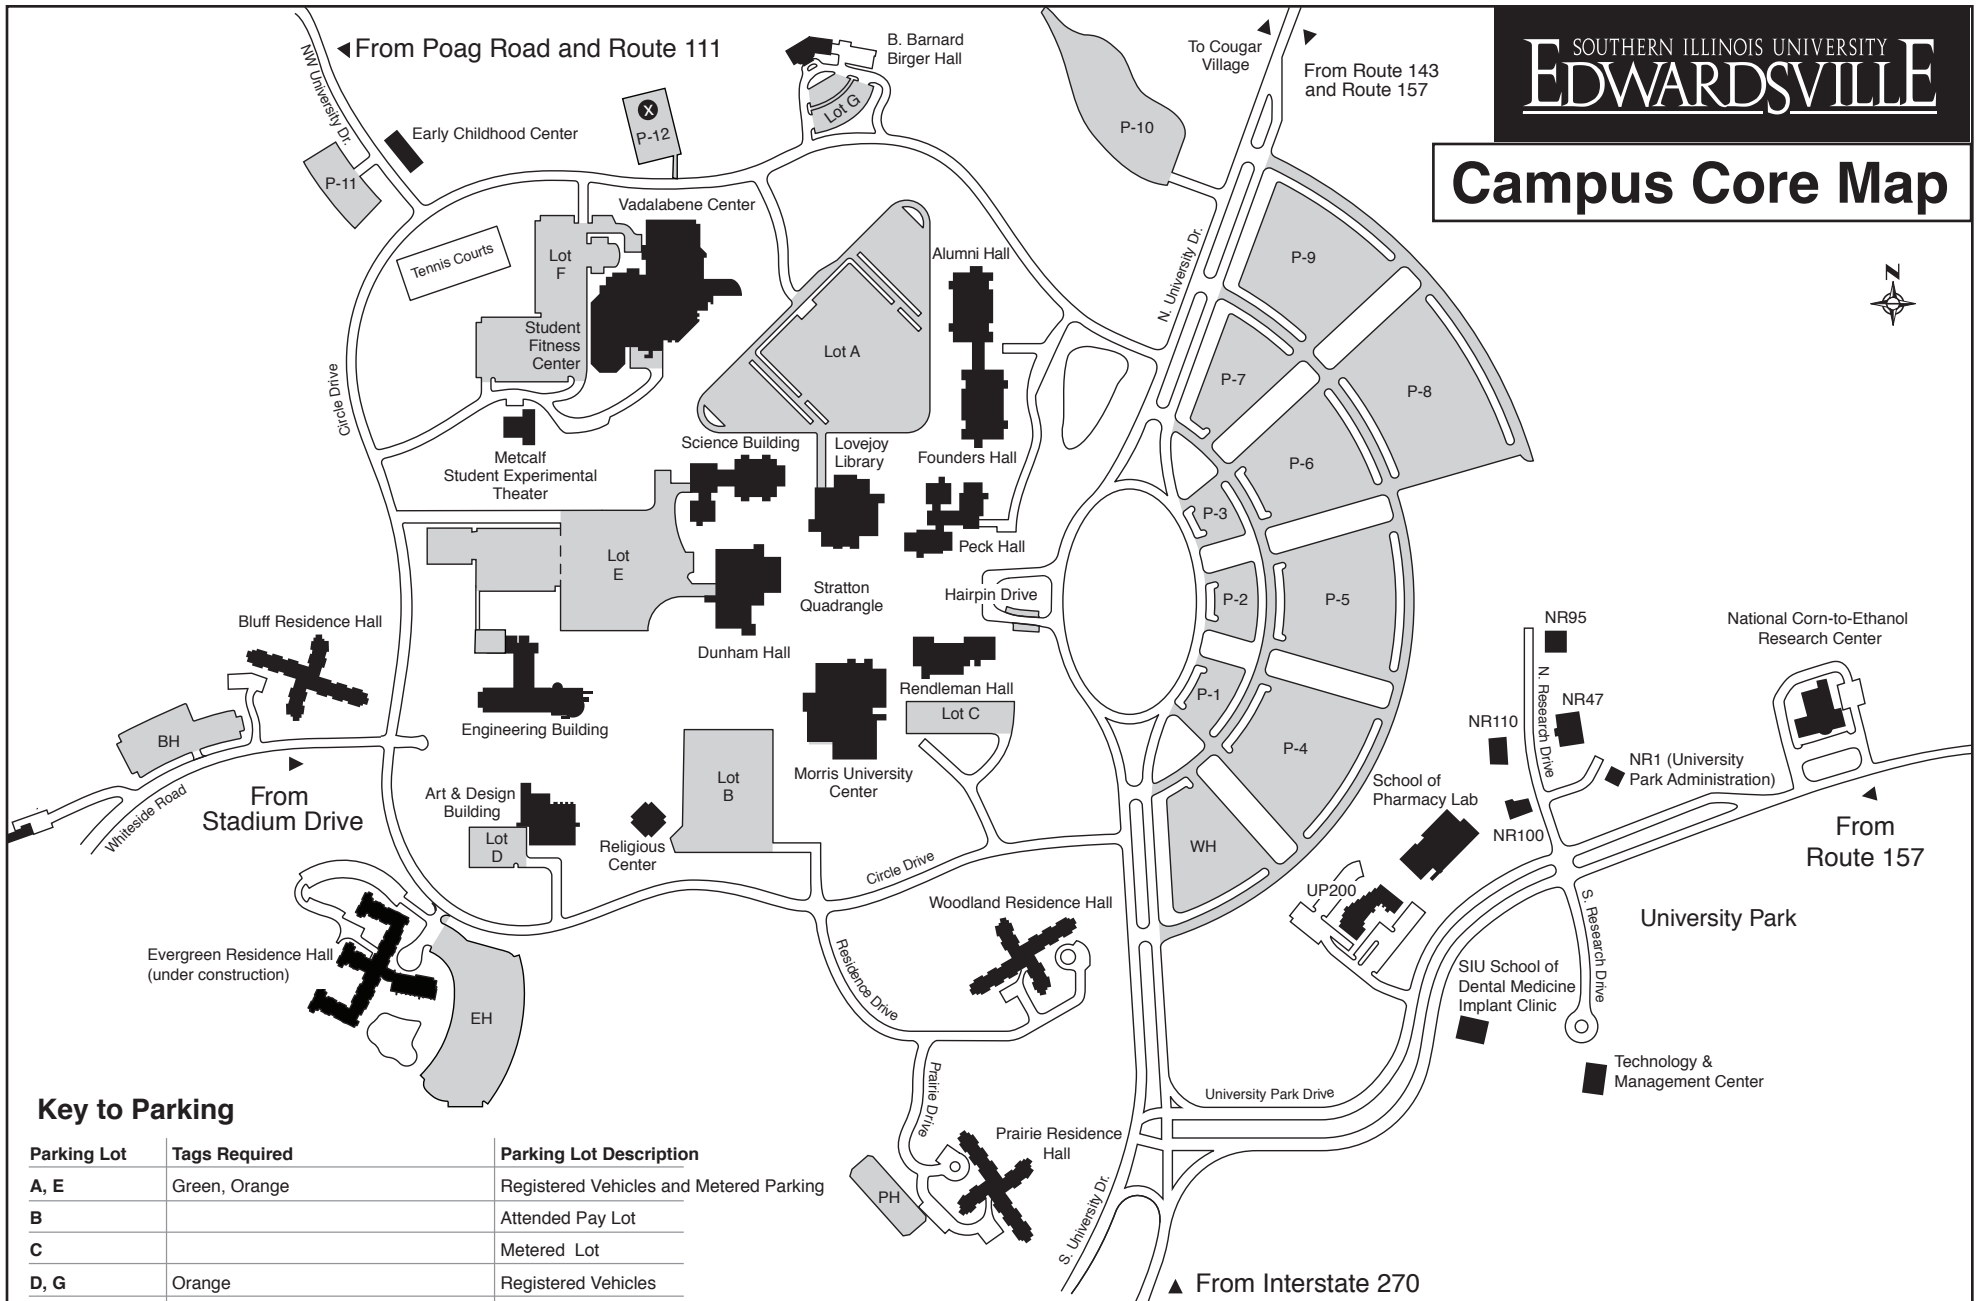 SOUTHERN ILLINOIS UNIVERSITY
EDWARDSVILLE
Campus Core Map
N
From Poag Road and Route 111
NW University Dr.
B. Barnard
Birger Hall
Lot G
To Cougar
Village
From Route 143
and Route 157
X
P-12
P-10
Early Childhood Center
P-11
Vadalabene Center
Tennis Courts
Lot
F
Student
Fitness
Center
Alumni Hall
N. University Dr.
P-9
Lot A
P-7
P-8
Circle Drive
Metcalf
Student Experimental
Theater
Science Building
Lovejoy
Library
Founders Hall
P-6
P-3
Peck Hall
Lot
E
Stratton
Quadrangle
Hairpin Drive
P-2
P-5
Bluff Residence Hall
Dunham Hall
Rendleman Hall
P-1
NR95
National Corn-to-Ethanol
Research Center
N. Research Drive
NR47
NR110
Lot C
Engineering Building
BH
P-4
NR1 (University
Park Administration)
From
Stadium Drive
Whiteside Road
Lot
B
Morris University
Center
School of
Pharmacy Lab
Art & Design
Building
Lot
D
Religious
Center
NR100
From
Route 157
WH
Circle Drive
UP200
Woodland Residence Hall
S. Research Drive
University Park
Evergreen Residence Hall
(under construction)
Residence Drive
SIU School of
Dental Medicine
Implant Clinic
EH
Technology &
Management Center
University Park Drive
Prairie Drive
Prairie Residence
Hall
PH
S. University Dr.
From Interstate 270
Key to Parking
Parking Lot Tags Required Parking Lot Description
A, E Green, Orange Registered Vehicles and Metered Parking
B Attended Pay Lot
C Metered Lot
D, G Orange Registered Vehicles